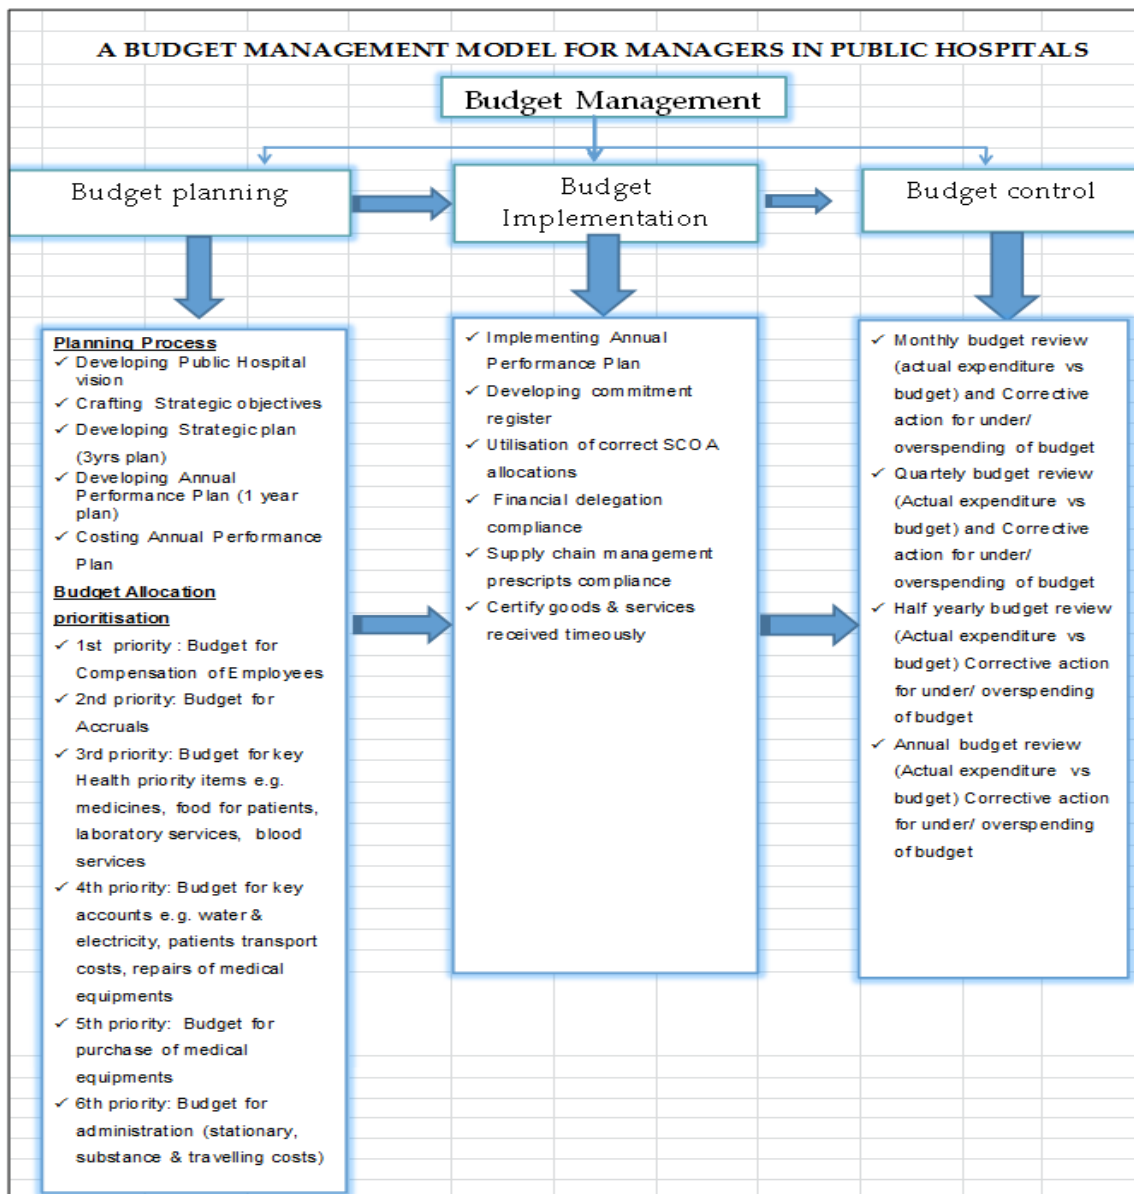 A BUDGET MANAGEMENT MODEL FOR MANAGERS IN PUBLIC HOSPITALS
Budget Management
Budget planning
Budget
Implementation
Budget control
Planning Process
✓ Developing Public Hospital
vision
✓ Crafting Strategic objectives
✓ Developing Strategic plan
(3yrs plan)
✓ Developing Annual
Performance Plan (1 year
plan)
✓ Costing Annual Performance
Plan
Budget Allocation
prioritisation
✓ 1st priority : Budget for
Compensation of Employees
✓ 2nd priority: Budget for
Accruals
✓ 3rd priority: Budget for key
Health priority items e.g.
medicines, food for patients,
laboratory services, blood
services
✓ 4th priority: Budget for key
accounts e.g. water &
electricity, patients transport
costs, repairs of medical
equipments
✓ 5th priority: Budget for
purchase of medical
equipments
✓ 6th priority: Budget for
administration (stationary,
substance & travelling costs)
✓ Implementing Annual
Performance Plan
✓ Developing commitment
register
✓ Utilisation of correct SCOA
allocations
✓ Financial delegation
compliance
✓ Supply chain management
prescripts compliance
✓ Certify goods & services
received timeously
✓ Monthly budget review
(actual expenditure vs
budget) and Corrective
action for under/
overspending of budget
✓ Quartely budget review
(Actual expenditure vs
budget) and Corrective
action for under/
overspending of budget
✓ Half yearly budget review
(Actual expenditure vs
budget) Corrective action
for under/ overspending
of budget
✓ Annual budget review
(Actual expenditure vs
budget) Corrective action
for under/ overspending
of budget